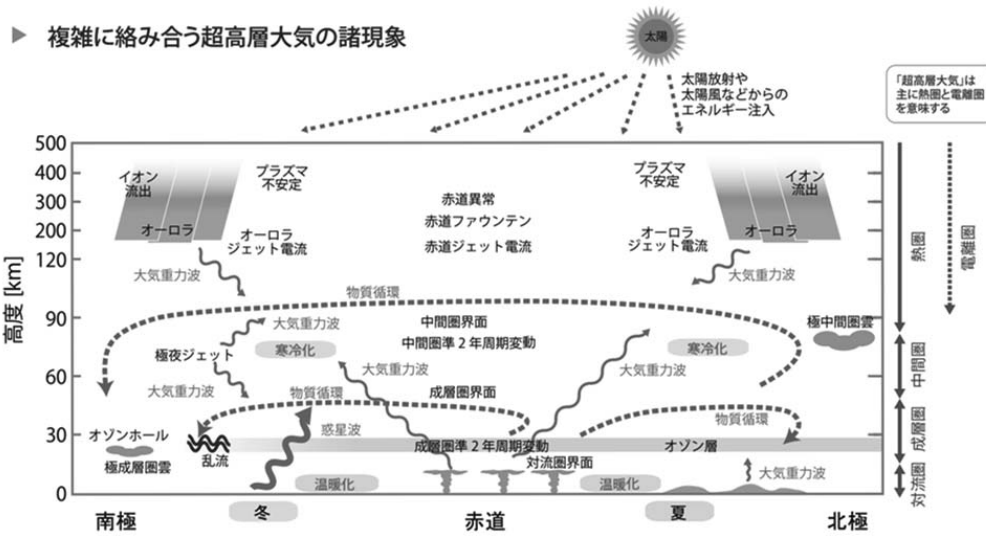 ▶ 複雑に絡み合う超高層大気の諸現象
太陽
太陽放射や
太陽風などからの
エネルギー注入
「超高層大気」は
主に熱圏と電離圏
を意味する
高度 [km]
500
400
300
200
120
90
60
30
0
イオン
流出
オーロラ
プラズマ
不安定
オーロラ
ジェット電流
赤道異常
赤道ファウンテン
赤道ジェット電流
プラズマ
不安定
オーロラ
ジェット電流
イオン
流出
オーロラ
大気重力波
大気重力波
物質循環
大気重力波
中間圏界面
極中間圏雲
寒冷化
中間圏準2年周期変動
寒冷化
極夜ジェット
大気重力波
大気重力波
大気重力波
物質循環
成層圏界面
物質循環
惑星波
オゾンホール
極成層圏雲
乱流
成層圏準2年周期変動
オゾン層
対流圏界面
大気重力波
温暖化
温暖化
熱圏
電離圏
中間圏
成層圏
対流圏
南極
冬
赤道
夏
北極